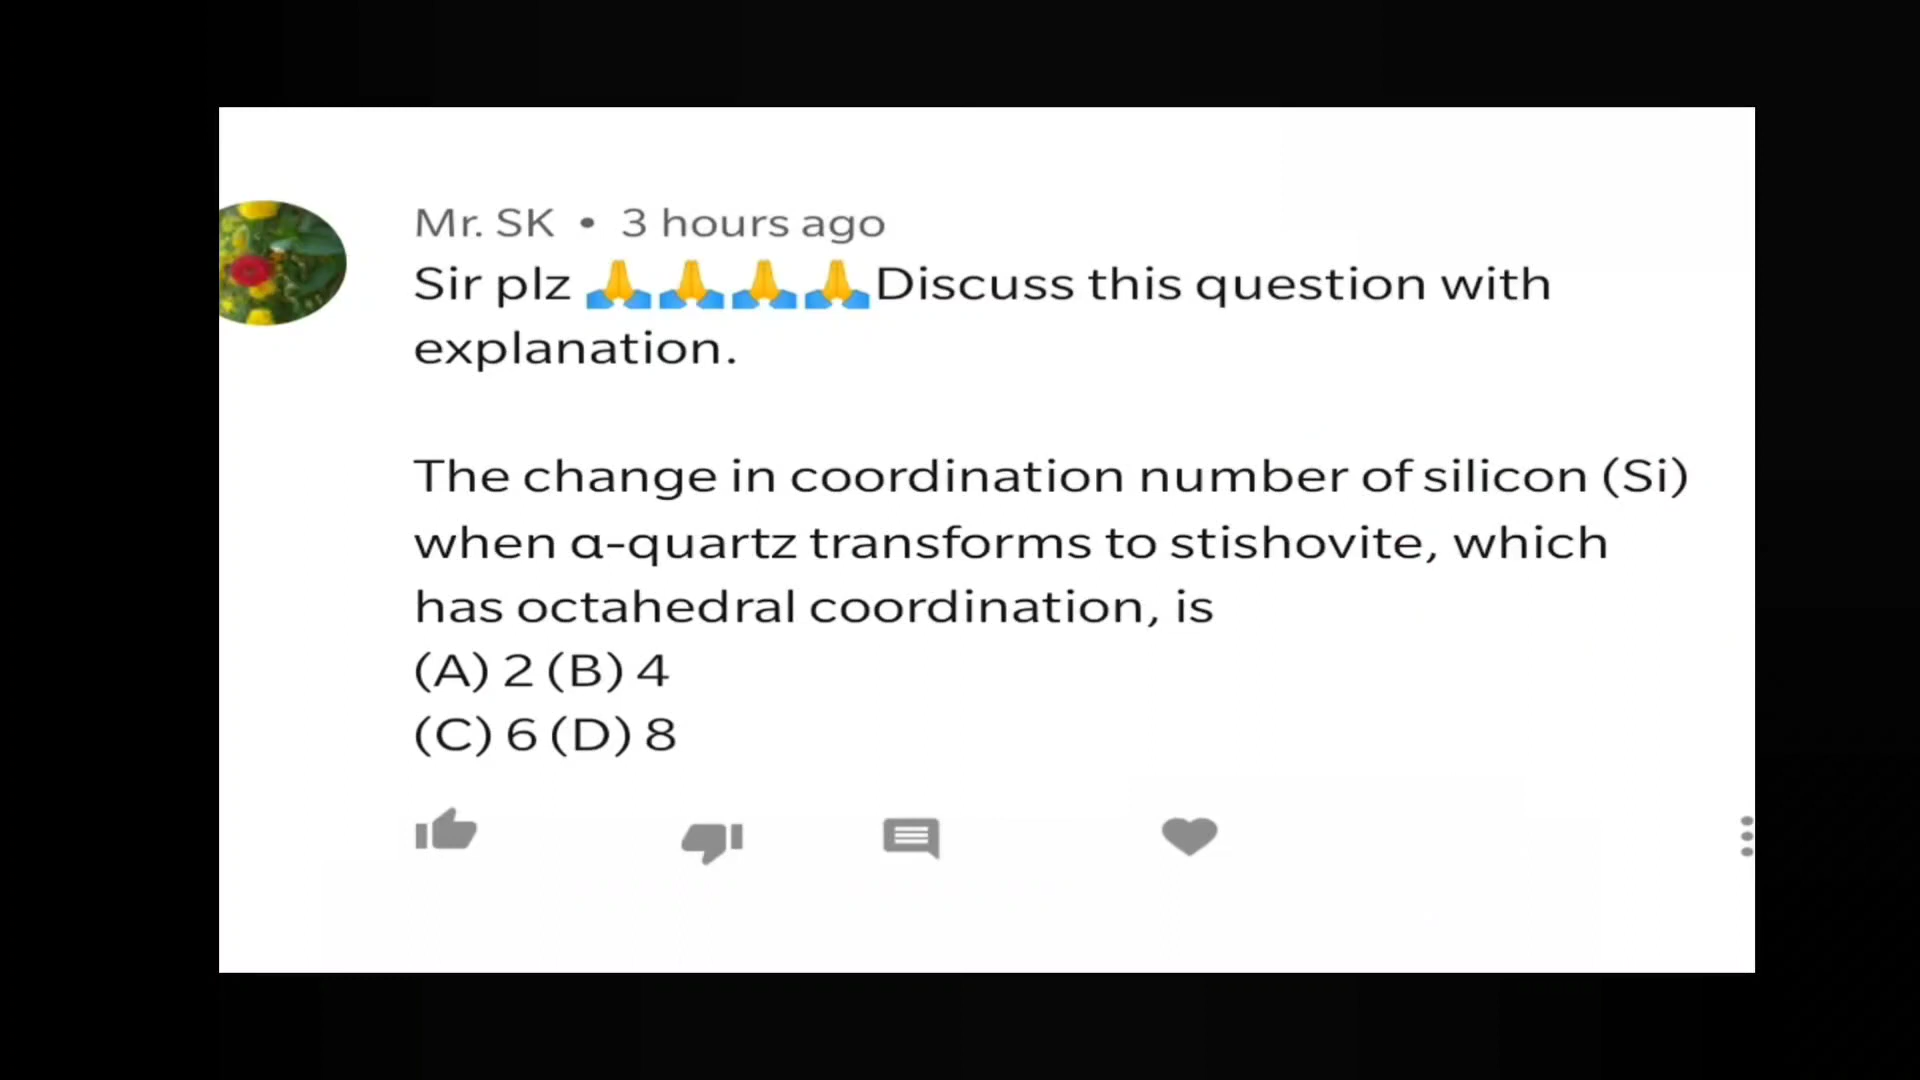 Mr. SK • 3 hours ago
Sir plz 🙏🙏🙏🙏Discuss this question with
explanation.
The change in coordination number of silicon (Si)
when α-quartz transforms to stishovite, which
has octahedral coordination, is
(A) 2 (B) 4
(C) 6 (D) 8